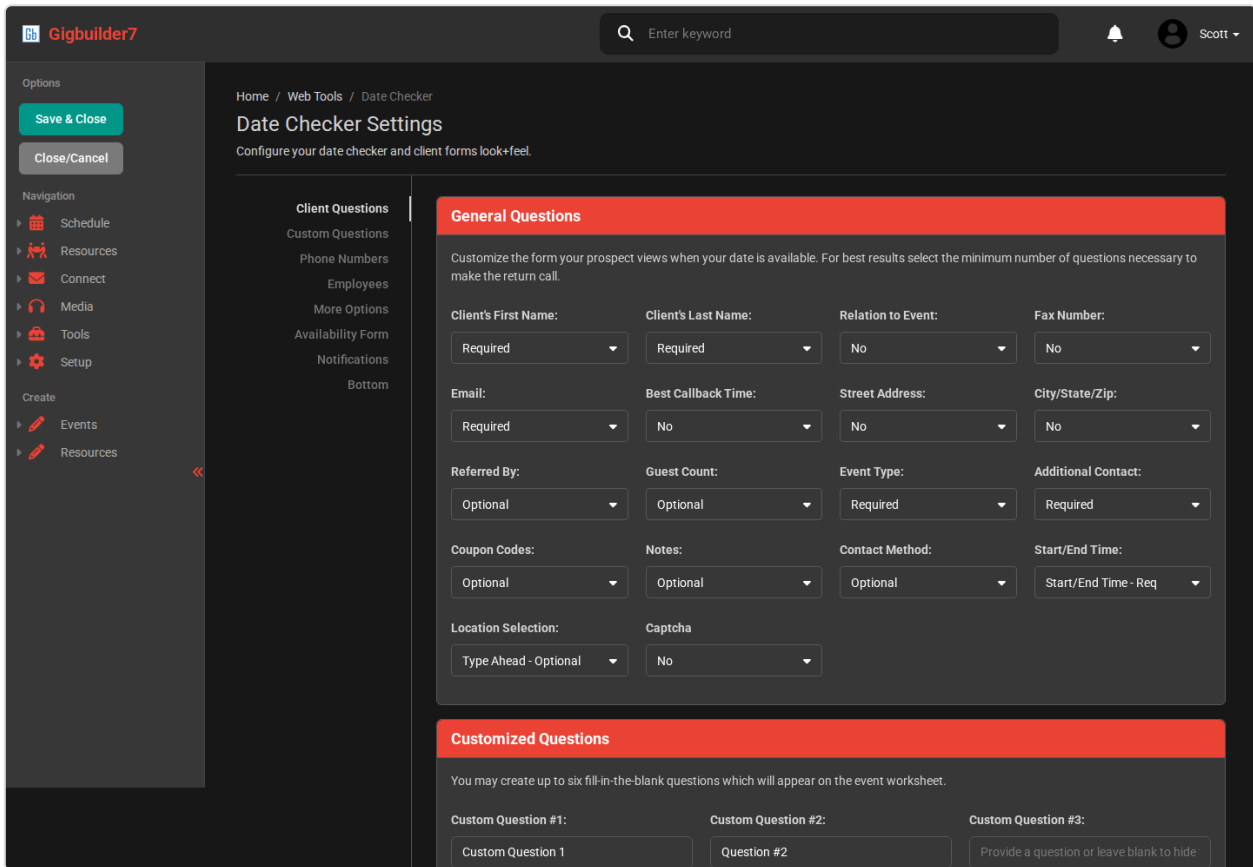 Gb Gigbuilder7
Enter keyword
Scott
Options
Save & Close
Close/Cancel
Navigation
Schedule
Resources
Connect
Media
Tools
Setup
Create
Events
Resources
Home / Web Tools / Date Checker
Date Checker Settings
Configure your date checker and client forms look+feel.
Client Questions
Custom Questions
Phone Numbers
Employees
More Options
Availability Form
Notifications
Bottom
General Questions
Customize the form your prospect views when your date is available. For best results select the minimum number of questions necessary to
make the return call.
Client's First Name: Client's Last Name: Relation to Event: Fax Number:
Required Required No No
Email: Best Callback Time: Street Address: City/State/Zip:
Required No No No
Referred By: Guest Count: Event Type: Additional Contact:
Optional Optional Required Required
Coupon Codes: Notes: Contact Method: Start/End Time:
Optional Optional Optional Start/End Time - Req
Location Selection: Captcha
Type Ahead - Optional No
Customized Questions
You may create up to six fill-in-the-blank questions which will appear on the event worksheet.
Custom Question #1: Custom Question #2: Custom Question #3:
Custom Question 1 Question #2 Provide a question or leave blank to hide